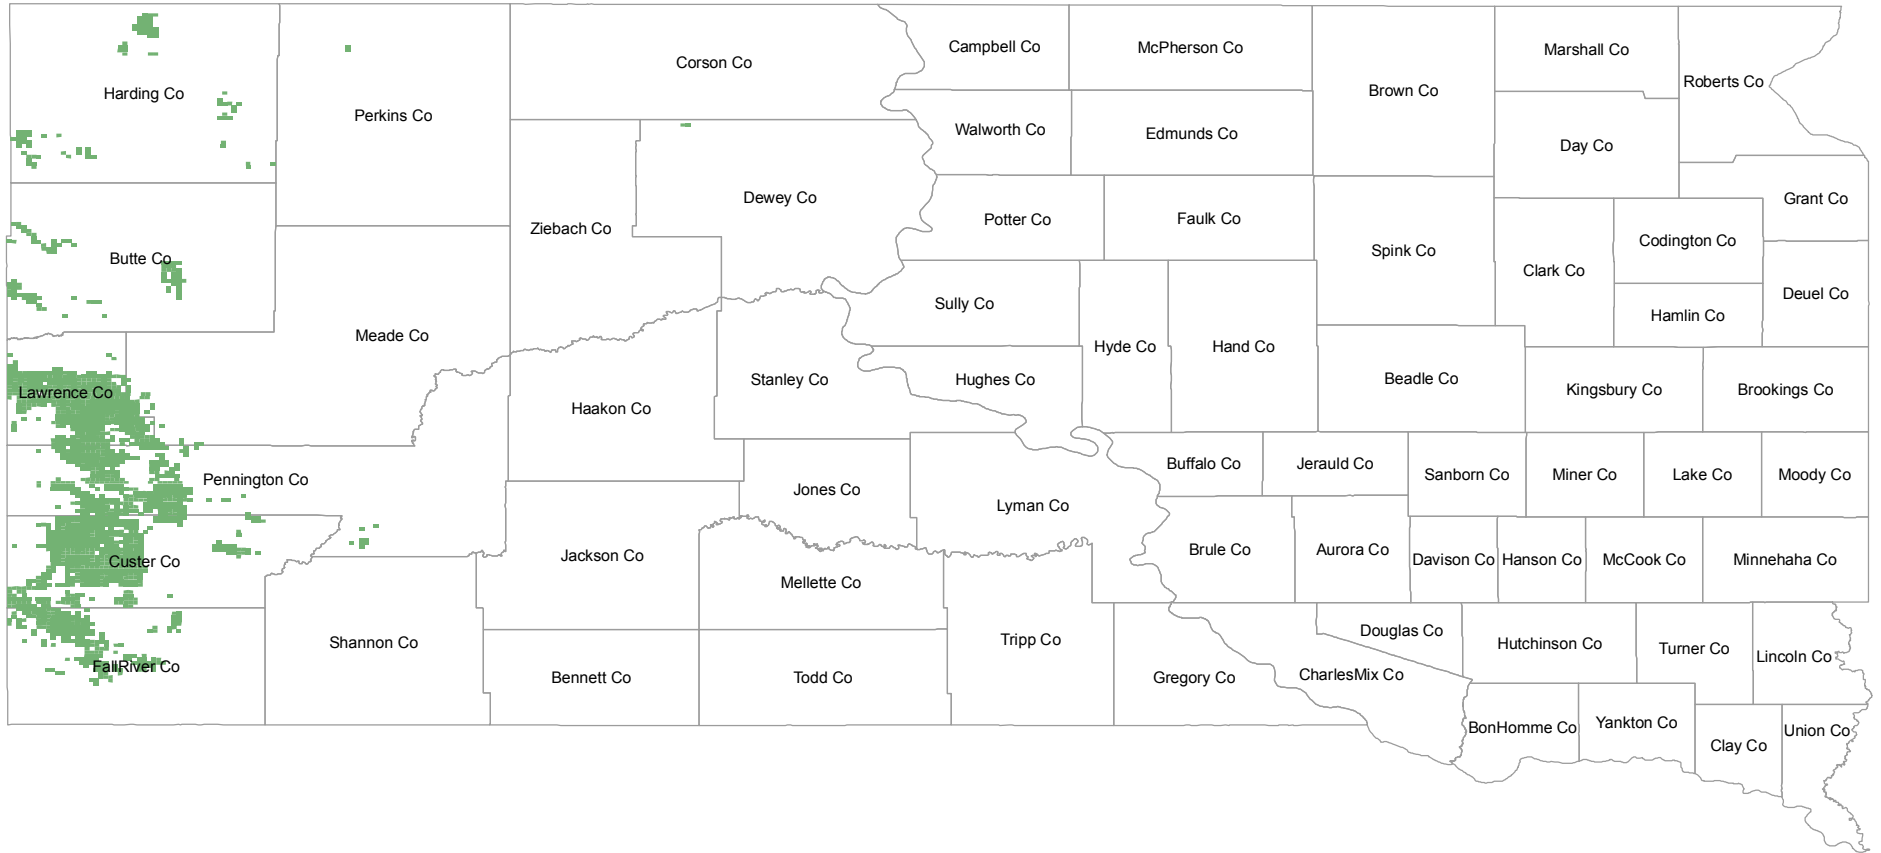 Campbell Co
McPherson Co
Marshall Co
Corson Co
Roberts Co
Harding Co
Brown Co
Perkins Co
Walworth Co
Edmunds Co
Day Co
Dewey Co
Grant Co
Potter Co
Faulk Co
Ziebach Co
Codington Co
Spink Co
Butte Co
Clark Co
Deuel Co
Sully Co
Hamlin Co
Meade Co
Hyde Co
Hand Co
Stanley Co
Hughes Co
Beadle Co
Kingsbury Co
Brookings Co
Lawrence Co
Haakon Co
Buffalo Co
Jerauld Co
Sanborn Co
Miner Co
Lake Co
Moody Co
Pennington Co
Jones Co
Lyman Co
Brule Co
Aurora Co
Jackson Co
Custer Co
Davison Co
Hanson Co
McCook Co
Minnehaha Co
Mellette Co
Douglas Co
Shannon Co
Tripp Co
Hutchinson Co
Turner Co
Lincoln Co
FallRiver Co
Bennett Co
Todd Co
Gregory Co
CharlesMix Co
BonHomme Co
Yankton Co
Union Co
Clay Co